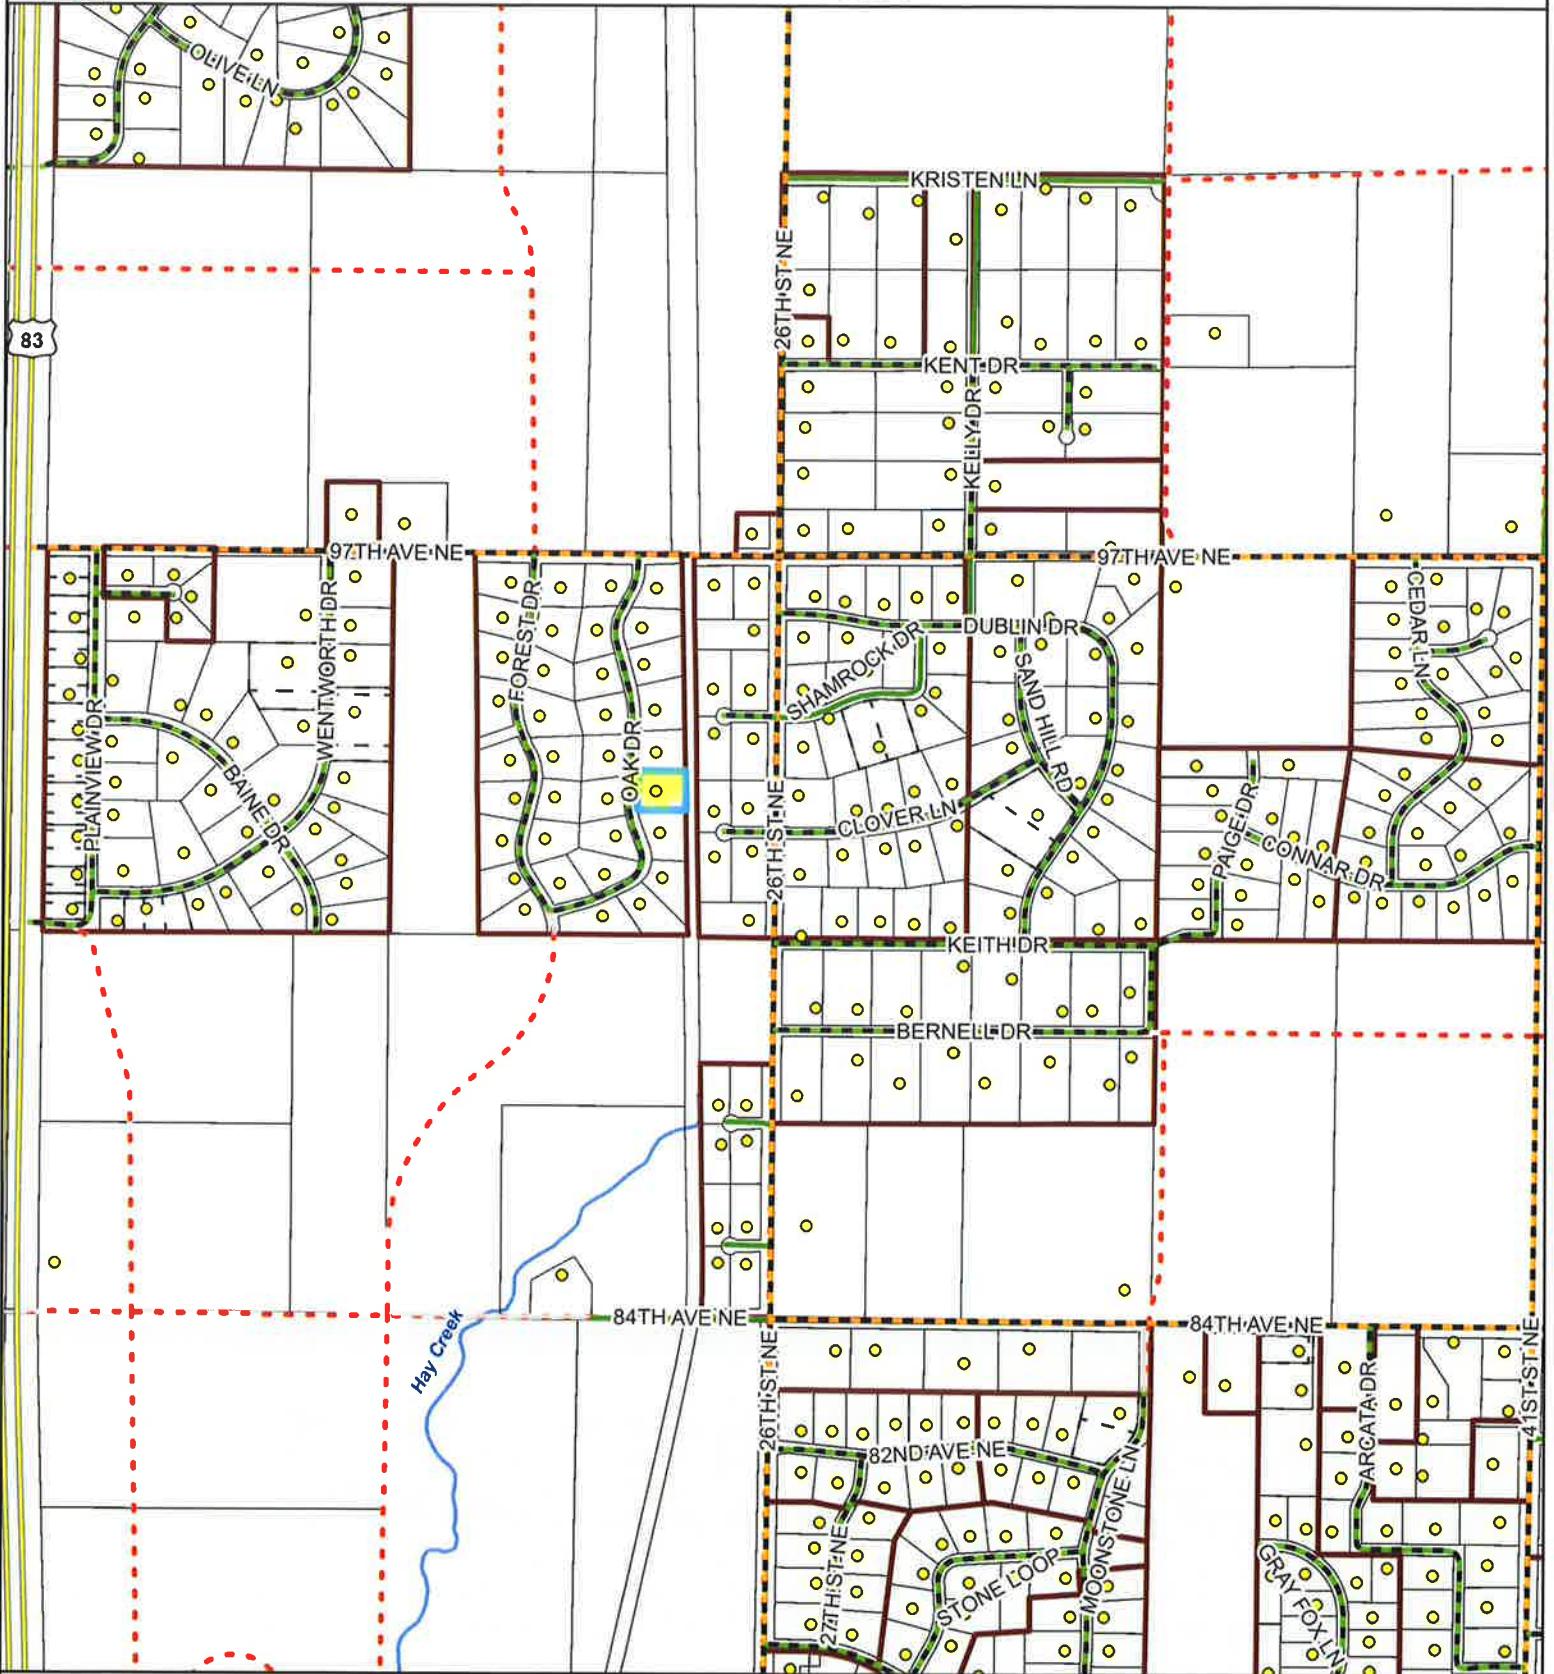 OLIVE LN
KRISTEN LN
26TH ST NE
83
KENT DR
KELLY DR
97TH AVE NE
97TH AVE NE
PLAINVIEW DR
WENTWORTH DR
BAINE DR
FOREST DR
OAK DR
SHAMROCK DR
DUBLIN DR
SAND HILL RD
CLOVER LN
26TH ST NE
CEDAR LN
PAIGE DR
CONNAR DR
KEITH DR
BERNELL DR
Hay Creek
84TH AVE NE
84TH AVE NE
26TH ST NE
41ST ST NE
ARCATA DR
82ND AVE NE
MOONSTONE LN
27TH ST NE
STONE LOOP
GRAY FOX LN